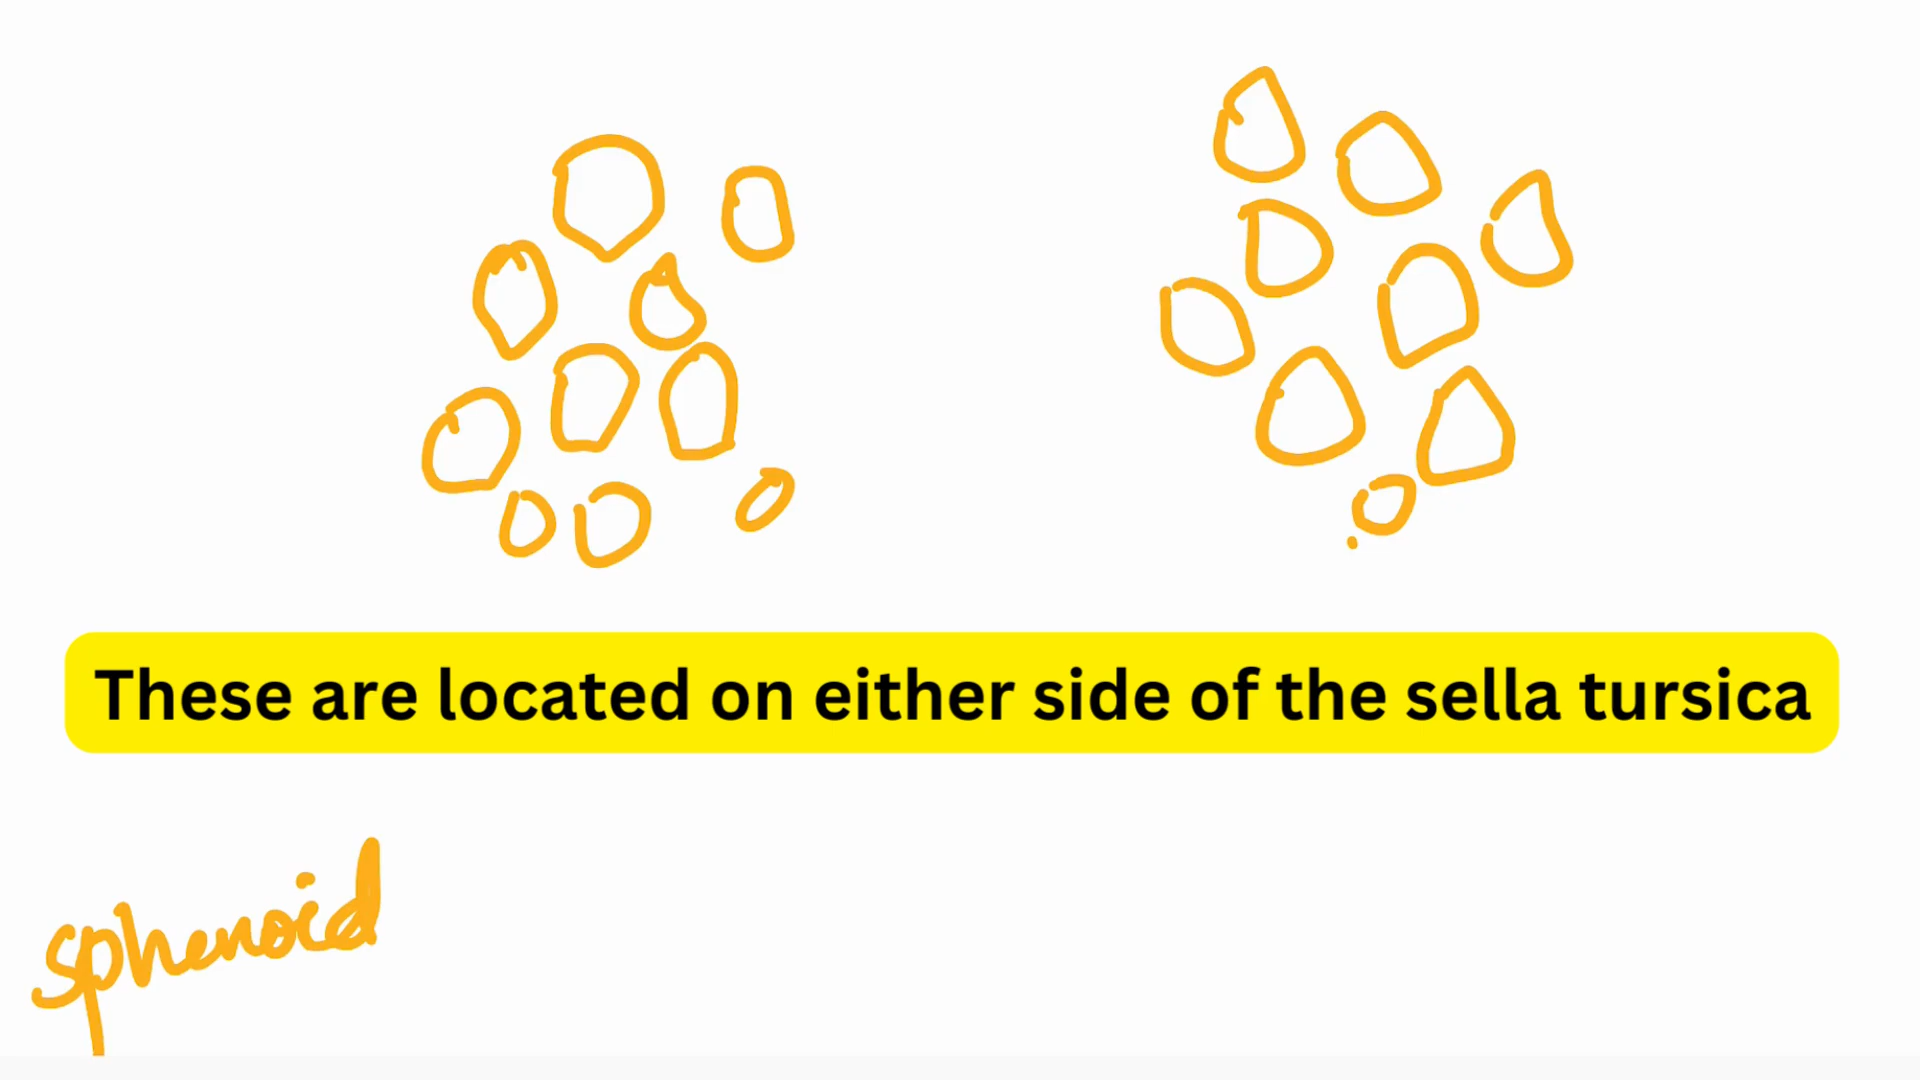 These are located on either side of the sella tursica
sphenoid